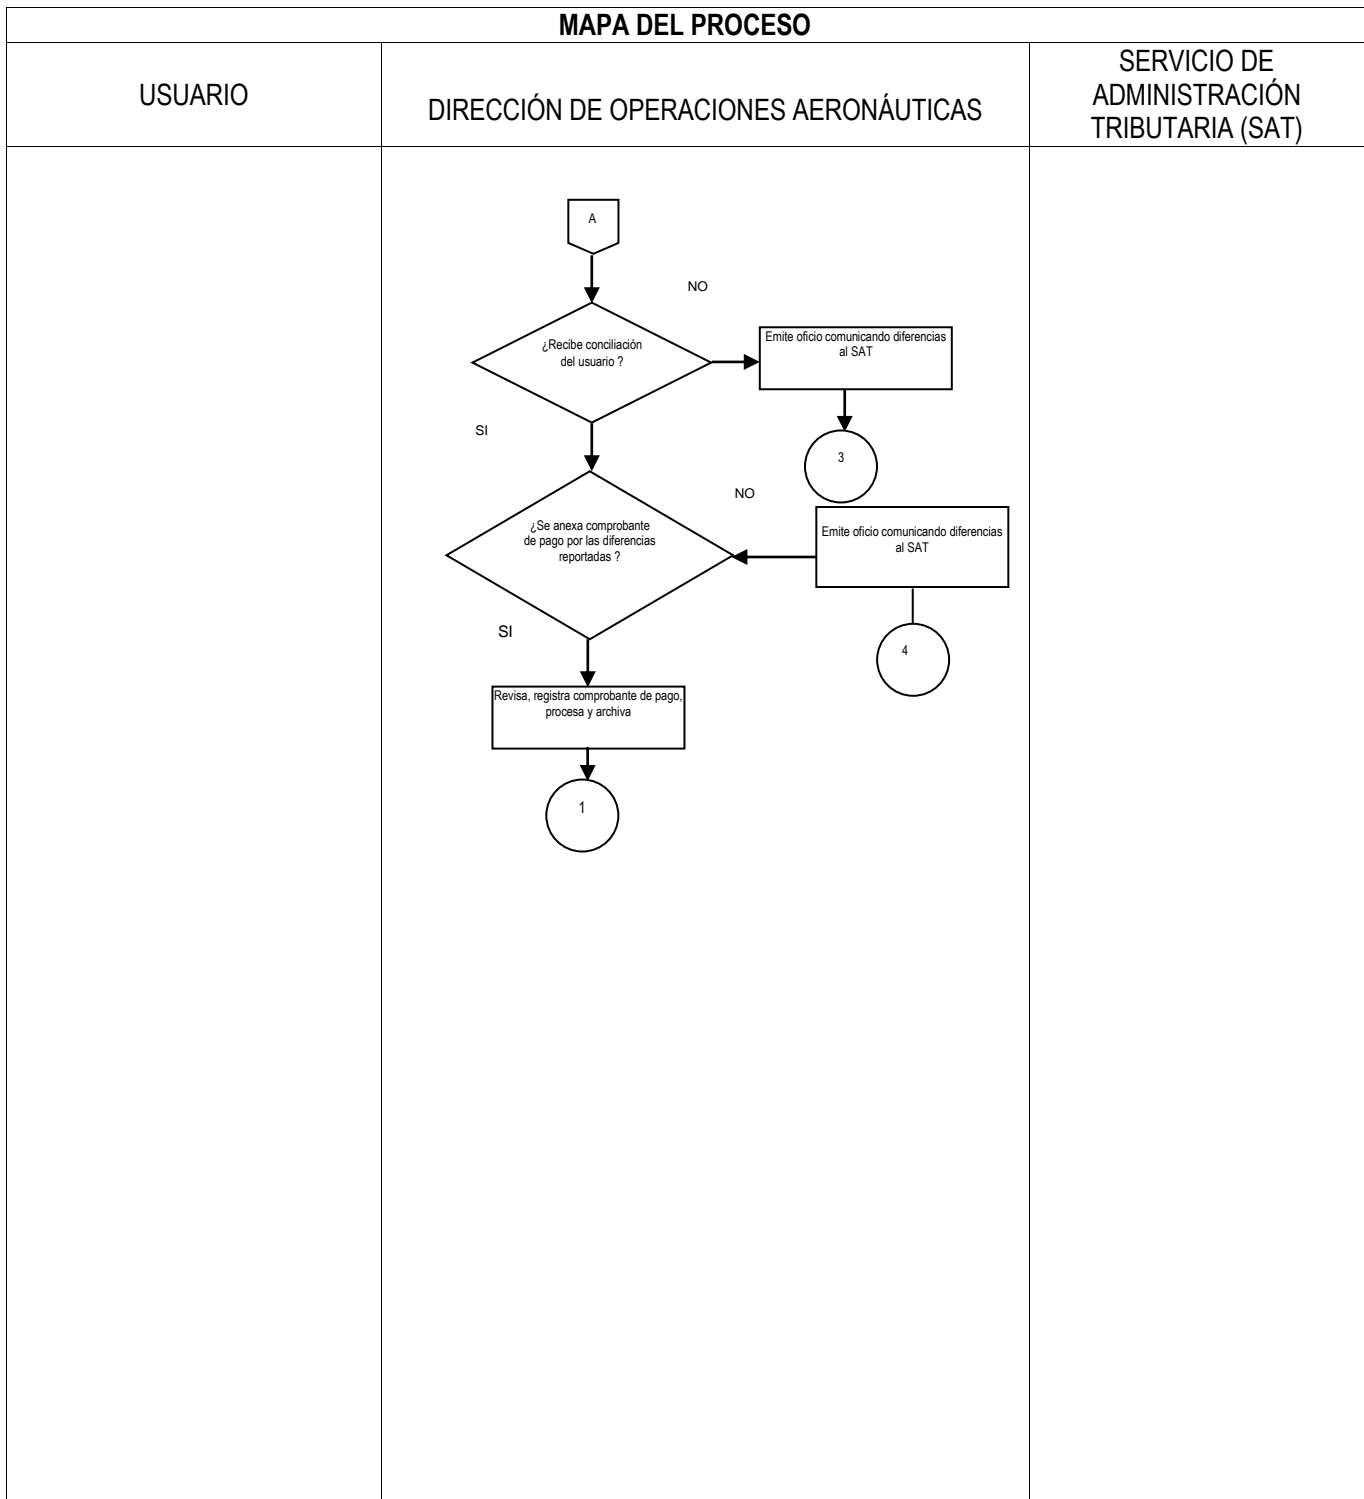 MAPA DEL PROCESO
USUARIO
DIRECCIÓN DE OPERACIONES AERONÁUTICAS
SERVICIO DE
ADMINISTRACIÓN
TRIBUTARIA (SAT)
A
NO
¿Recibe conciliación
del usuario ?
Emite oficio comunicando diferencias
al SAT
SI
3
NO
¿Se anexa comprobante
de pago por las diferencias
reportadas ?
Emite oficio comunicando diferencias
al SAT
SI
4
Revisa, registra comprobante de pago,
procesa y archiva
1